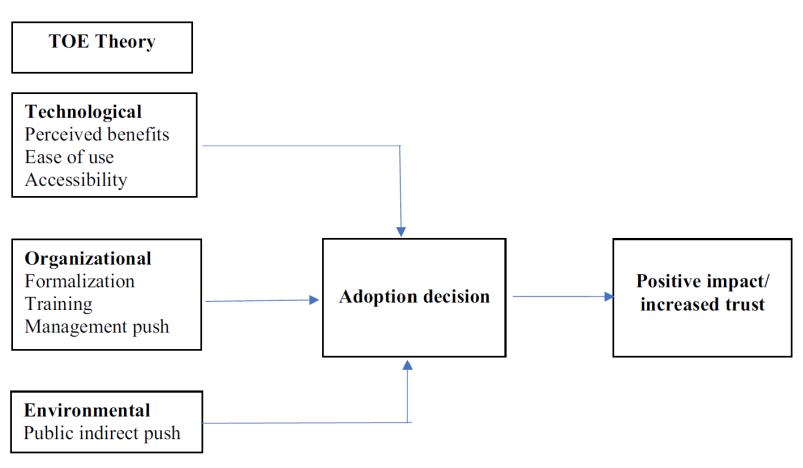 TOE Theory
Technological
Perceived benefits
Ease of use
Accessibility
Organizational
Formalization
Training
Management push
Adoption decision
Positive impact/
increased trust
Environmental
Public indirect push